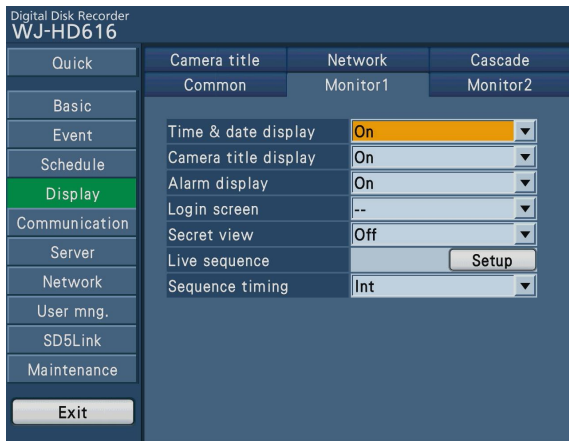 Digital Disk Recorder
WJ-HD616
Quick
Basic
Event
Schedule
Display
Communication
Server
Network
User mng.
SD5Link
Maintenance
Exit
Camera title Network Cascade
Common Monitor1 Monitor2
Time & date display On
Camera title display On
Alarm display On
Login screen --
Secret view Off
Live sequence Setup
Sequence timing Int